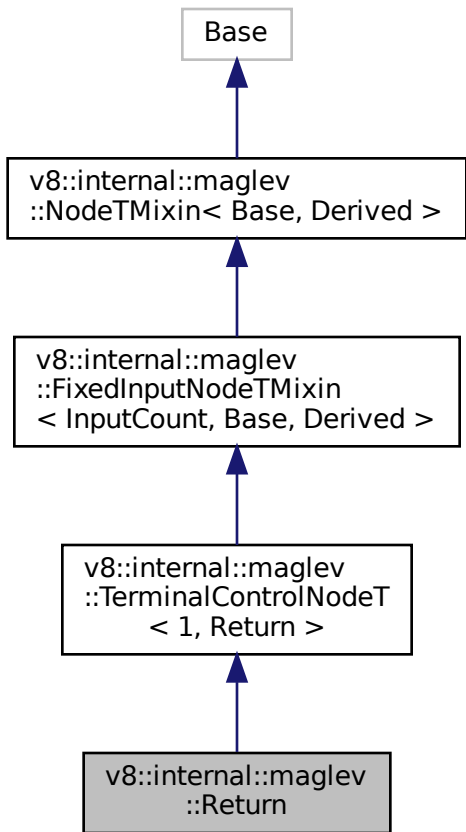 Base
v8::internal::maglev
::NodeTMixin< Base, Derived >
v8::internal::maglev
::FixedInputNodeTMixin
< InputCount, Base, Derived >
v8::internal::maglev
::TerminalControlNodeT
< 1, Return >
v8::internal::maglev
::Return